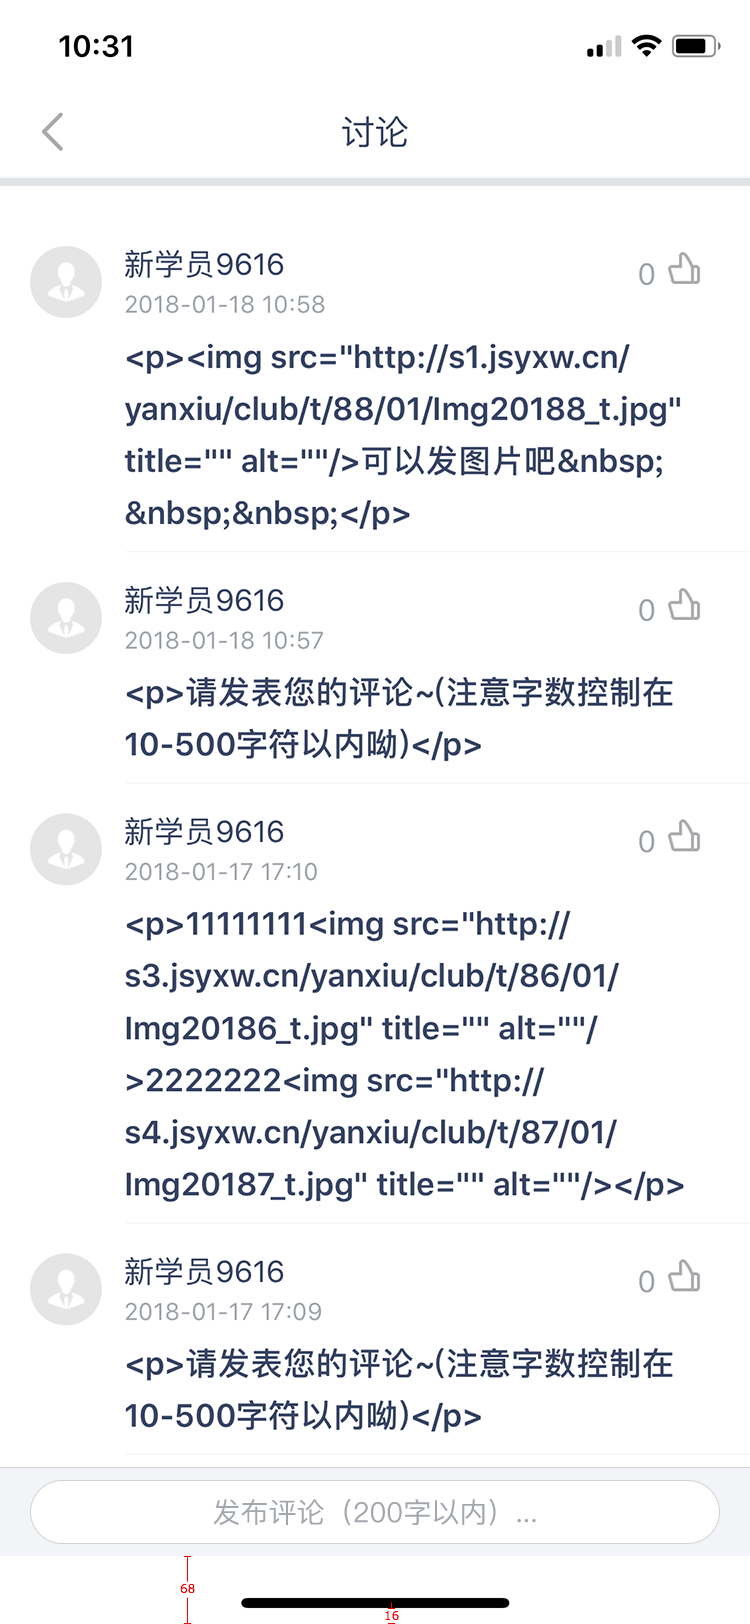 10:31
讨论
新学员9616
0
2018-01-18 10:58
<p><img src="http://s1.jsyxw.cn/
yanxiu/club/t/88/01/Img20188_t.jpg"
title="" alt=""/>可以发图片吧&nbsp;
&nbsp;&nbsp;</p>
新学员9616
0
2018-01-18 10:57
<p>请发表您的评论~(注意字数控制在
10-500字符以内呦)</p>
新学员9616
0
2018-01-17 17:10
<p>11111111<img src="http://
s3.jsyxw.cn/yanxiu/club/t/86/01/
Img20186_t.jpg" title="" alt=""/
>2222222<img src="http://
s4.jsyxw.cn/yanxiu/club/t/87/01/
Img20187_t.jpg" title="" alt=""/></p>
新学员9616
0
2018-01-17 17:09
<p>请发表您的评论~(注意字数控制在
10-500字符以内呦)</p>
发布评论（200字以内）...
68
16